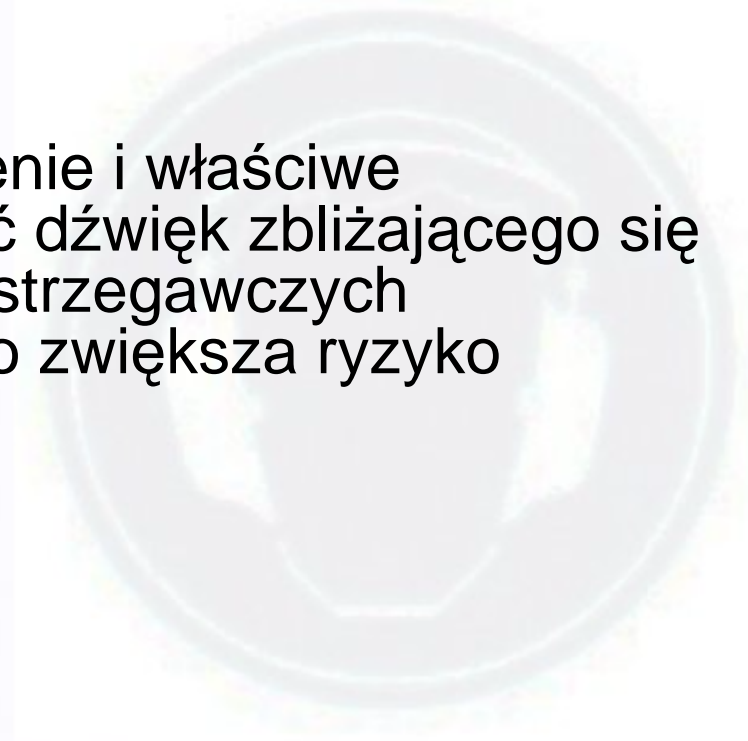 enie i właściwe
ć dźwięk zbliżającego się
strzegawczych
o zwiększa ryzyko